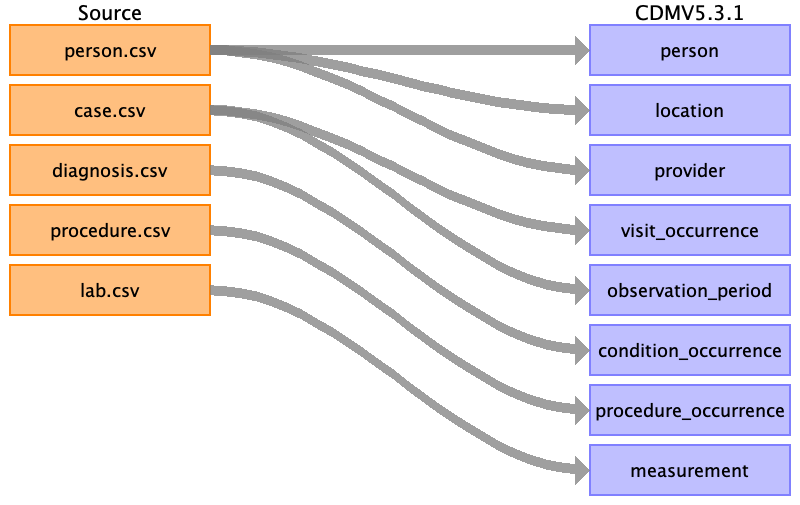 Source
person.csv
case.csv
diagnosis.csv
procedure.csv
lab.csv
CDMV5.3.1
person
location
provider
visit_occurrence
observation_period
condition_occurrence
procedure_occurrence
measurement